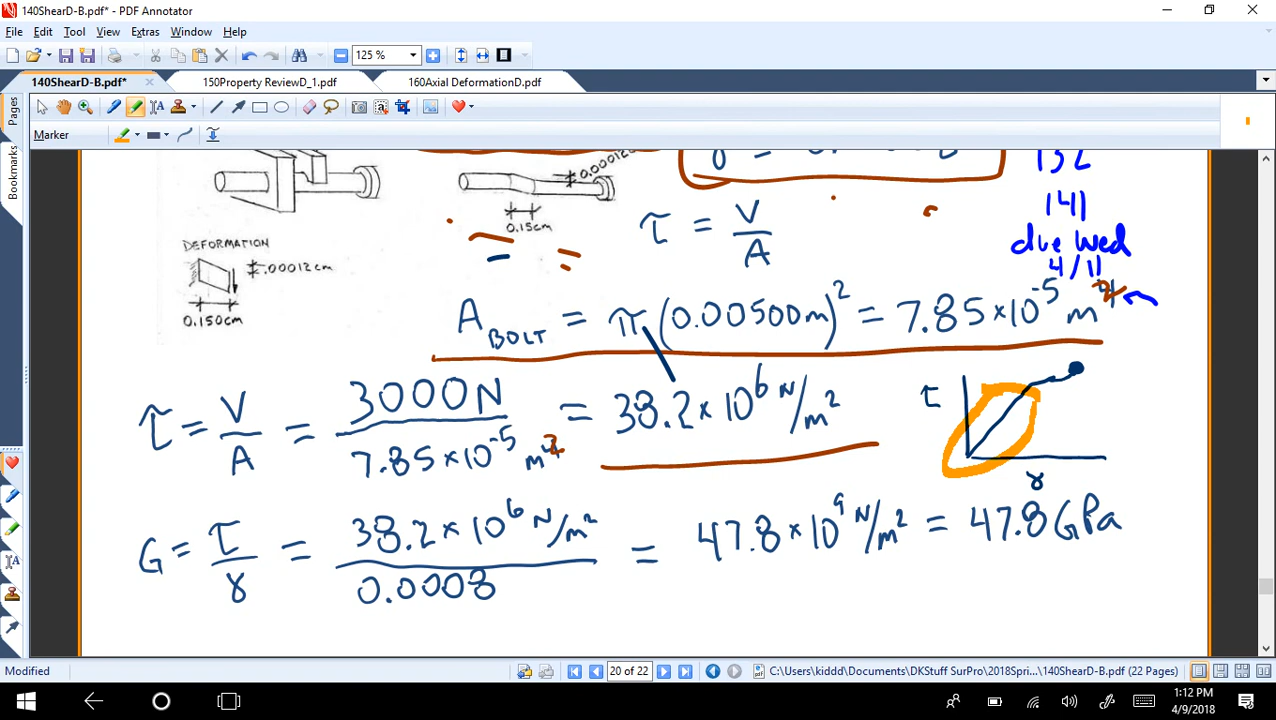 140ShearD-B.pdf* - PDF Annotator
File Edit Tool View Extras Window Help
125 %
140ShearD-B.pdf*
150Property ReviewD_1.pdf
160Axial DeformationD.pdf
Marker
Pages
Bookmarks
132
141
due Wed
4/11
0.15cm
τ = V/A
DEFORMATION
.00012cm
0.150cm
A BOLT = π(0.00500m)² = 7.85×10⁻⁵ m²
τ = V/A = 3000N / 7.85×10⁻⁵ m² = 38.2×10⁶ N/m²
τ
γ
G = τ/γ = 38.2×10⁶ N/m² / 0.0008 = 47.8×10⁹ N/m² = 47.8 GPa
Modified
20 of 22
C:\Users\kiddd\Documents\DKStuff SurPro\2018Spri...\140ShearD-B.pdf (22 Pages)
1:12 PM
4/9/2018